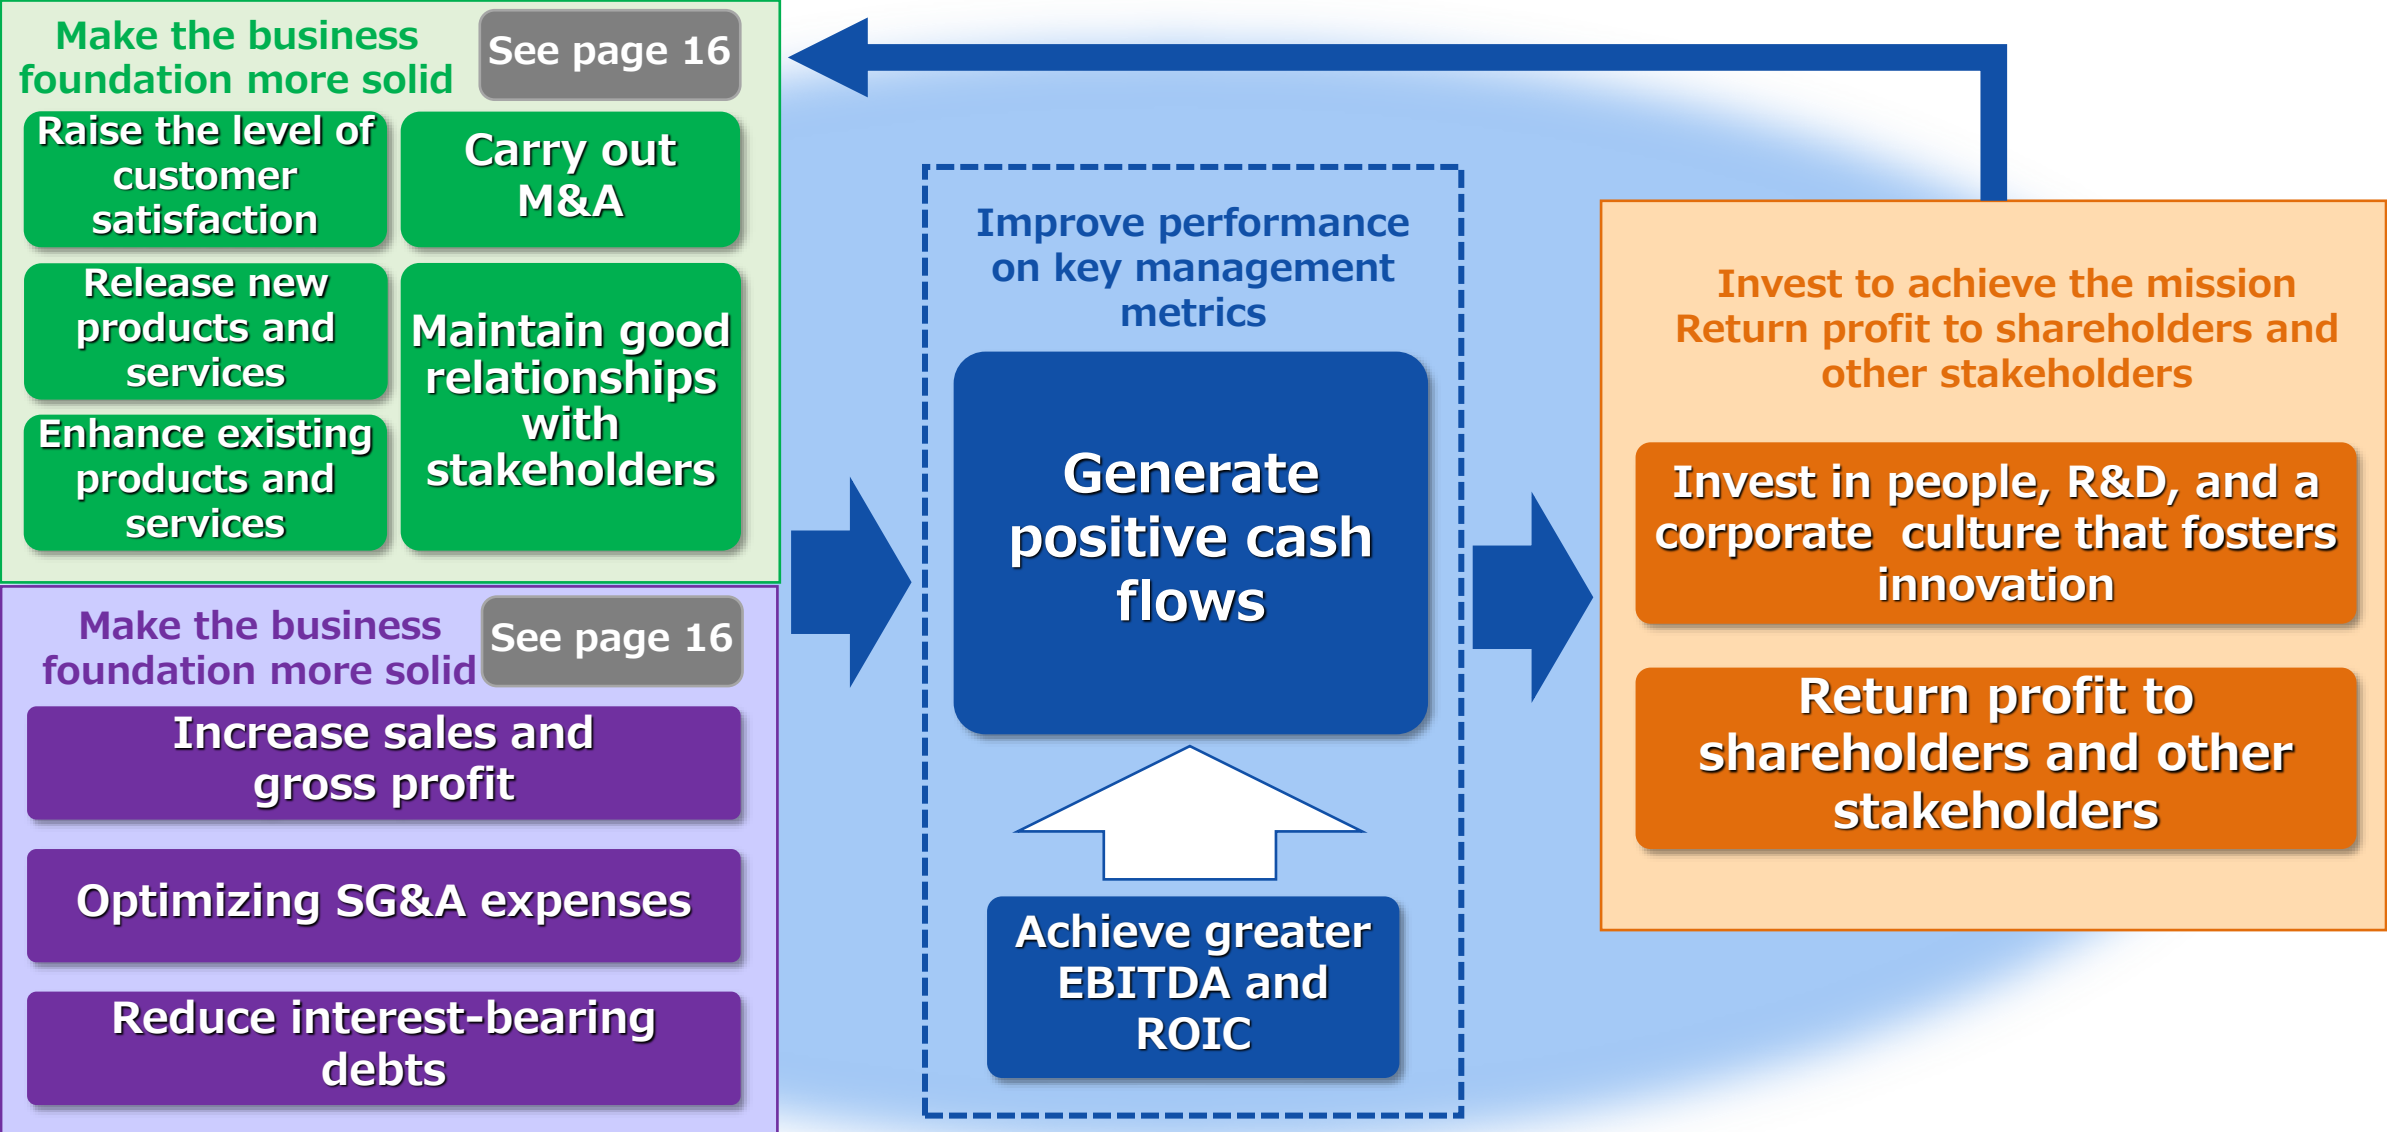 Make the business
foundation more solid
See page 16
Raise the level of
customer
satisfaction
Carry out
M&A
Release new
products and
services
Maintain good
relationships
with
stakeholders
Enhance existing
products and
services
Make the business
foundation more solid
See page 16
Increase sales and
gross profit
Optimizing SG&A expenses
Reduce interest-bearing
debts
Improve performance
on key management
metrics
Generate
positive cash
flows
Achieve greater
EBITDA and
ROIC
Invest to achieve the mission
Return profit to shareholders and
other stakeholders
Invest in people, R&D, and a
corporate  culture that fosters
innovation
Return profit to
shareholders and other
stakeholders